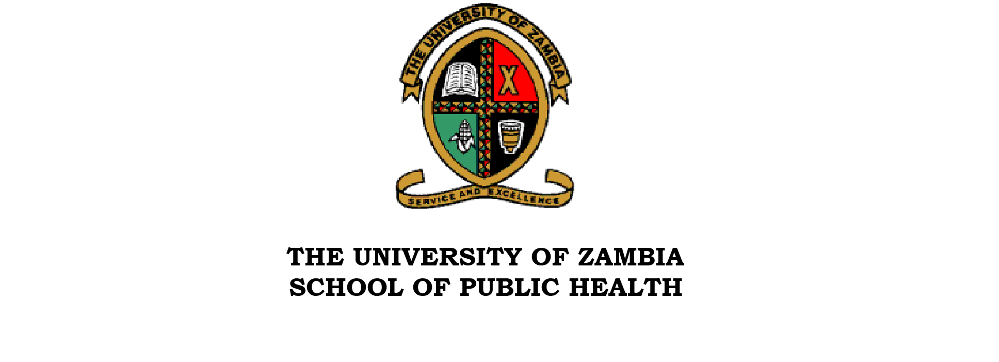 THE UNIVERSITY OF ZAMBIA
SERVICE AND EXCELLENCE
THE UNIVERSITY OF ZAMBIA
SCHOOL OF PUBLIC HEALTH